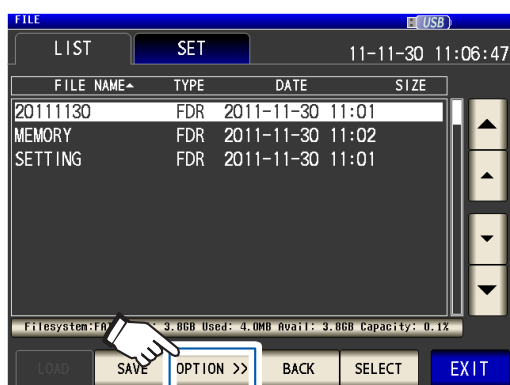 FILE USB
LIST SET 11-11-30 11:06:47
FILE NAME TYPE DATE SIZE
20111130 FDR 2011-11-30 11:01
MEMORY FDR 2011-11-30 11:02
SETTING FDR 2011-11-30 11:01
3.8GB Used: 4.0MB Avail: 3.8GB Capacity: 0.1%
LOAD SAVE OPTION >> BACK SELECT EXIT